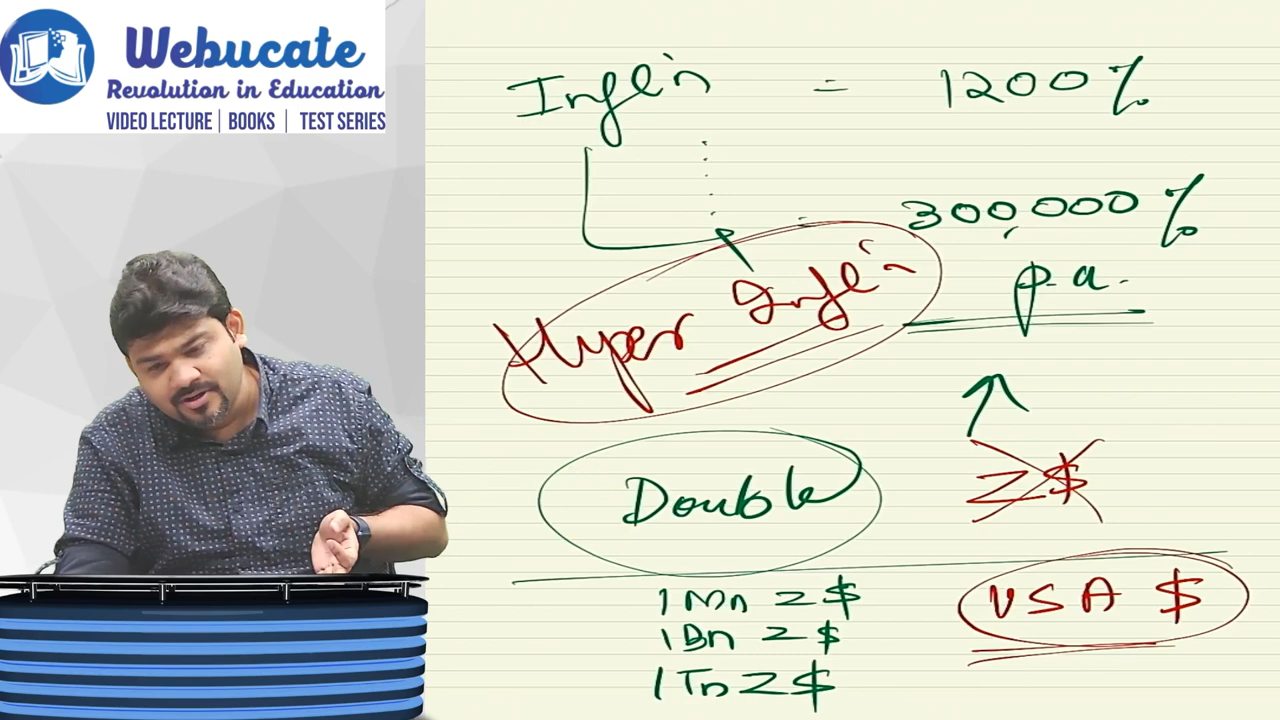 Webucate
Revolution in Education
VIDEO LECTURE | BOOKS | TEST SERIES
Infl'n = 1200%
300,000%
p.a.
Hyper Infl'n
Double
Z$
1 Mn Z$
1 Bn Z$
1 Tn Z$
USA $